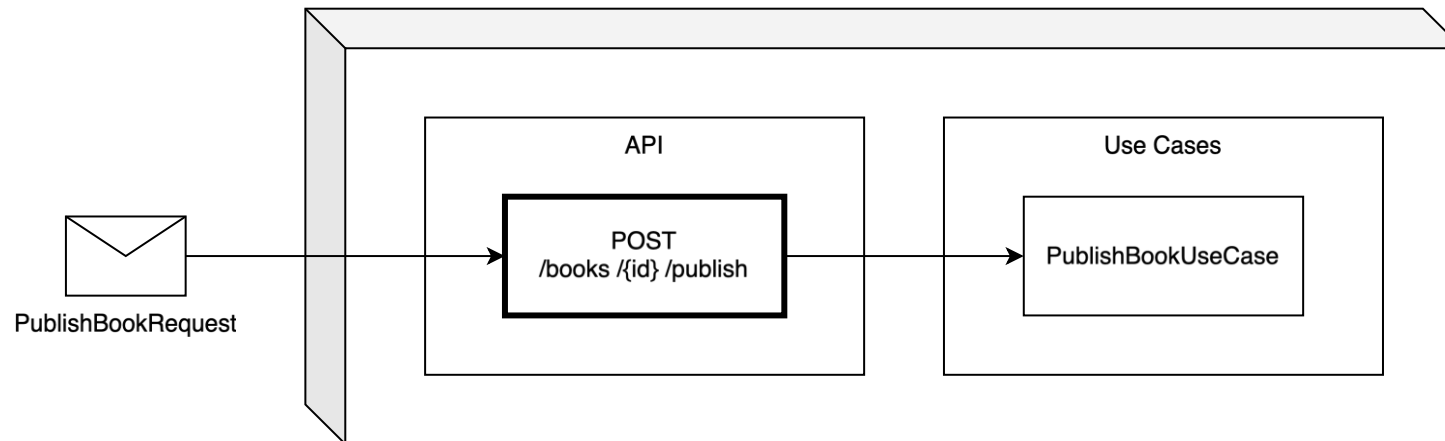 API
Use Cases
POST
/books /{id} /publish
PublishBookUseCase
PublishBookRequest